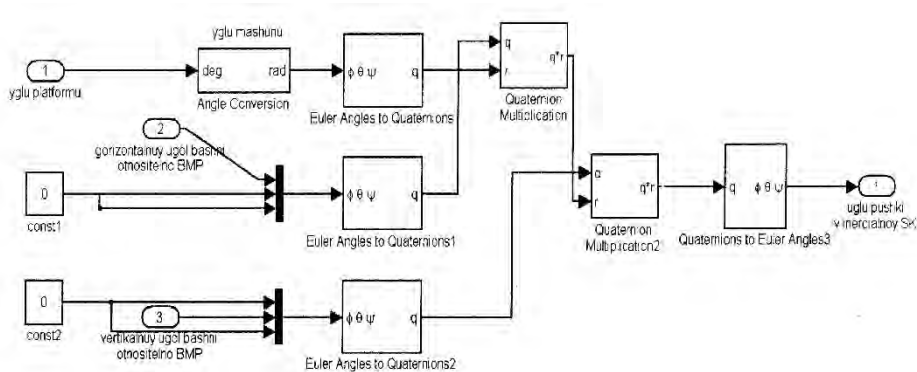 yglu mashunu
1
yglu platformu
deg rad
Angle Conversion
ϕ θ ψ q
Euler Angles to Quaternions
q
r
q*r
Quaternion
Multiplication
2
gorizontalnuy ugol bashni
otnositelno BMP
0
const1
ϕ θ ψ q
Euler Angles to Quaternions1
q
r
q*r
Quaternion
Multiplication2
q ϕ θ ψ
Quaternions to Euler Angles3
1
uglu pushki
v inercialnoy SK
0
const2
3
vertikalnuy ugol bashni
otnositelno BMP
ϕ θ ψ q
Euler Angles to Quaternions2